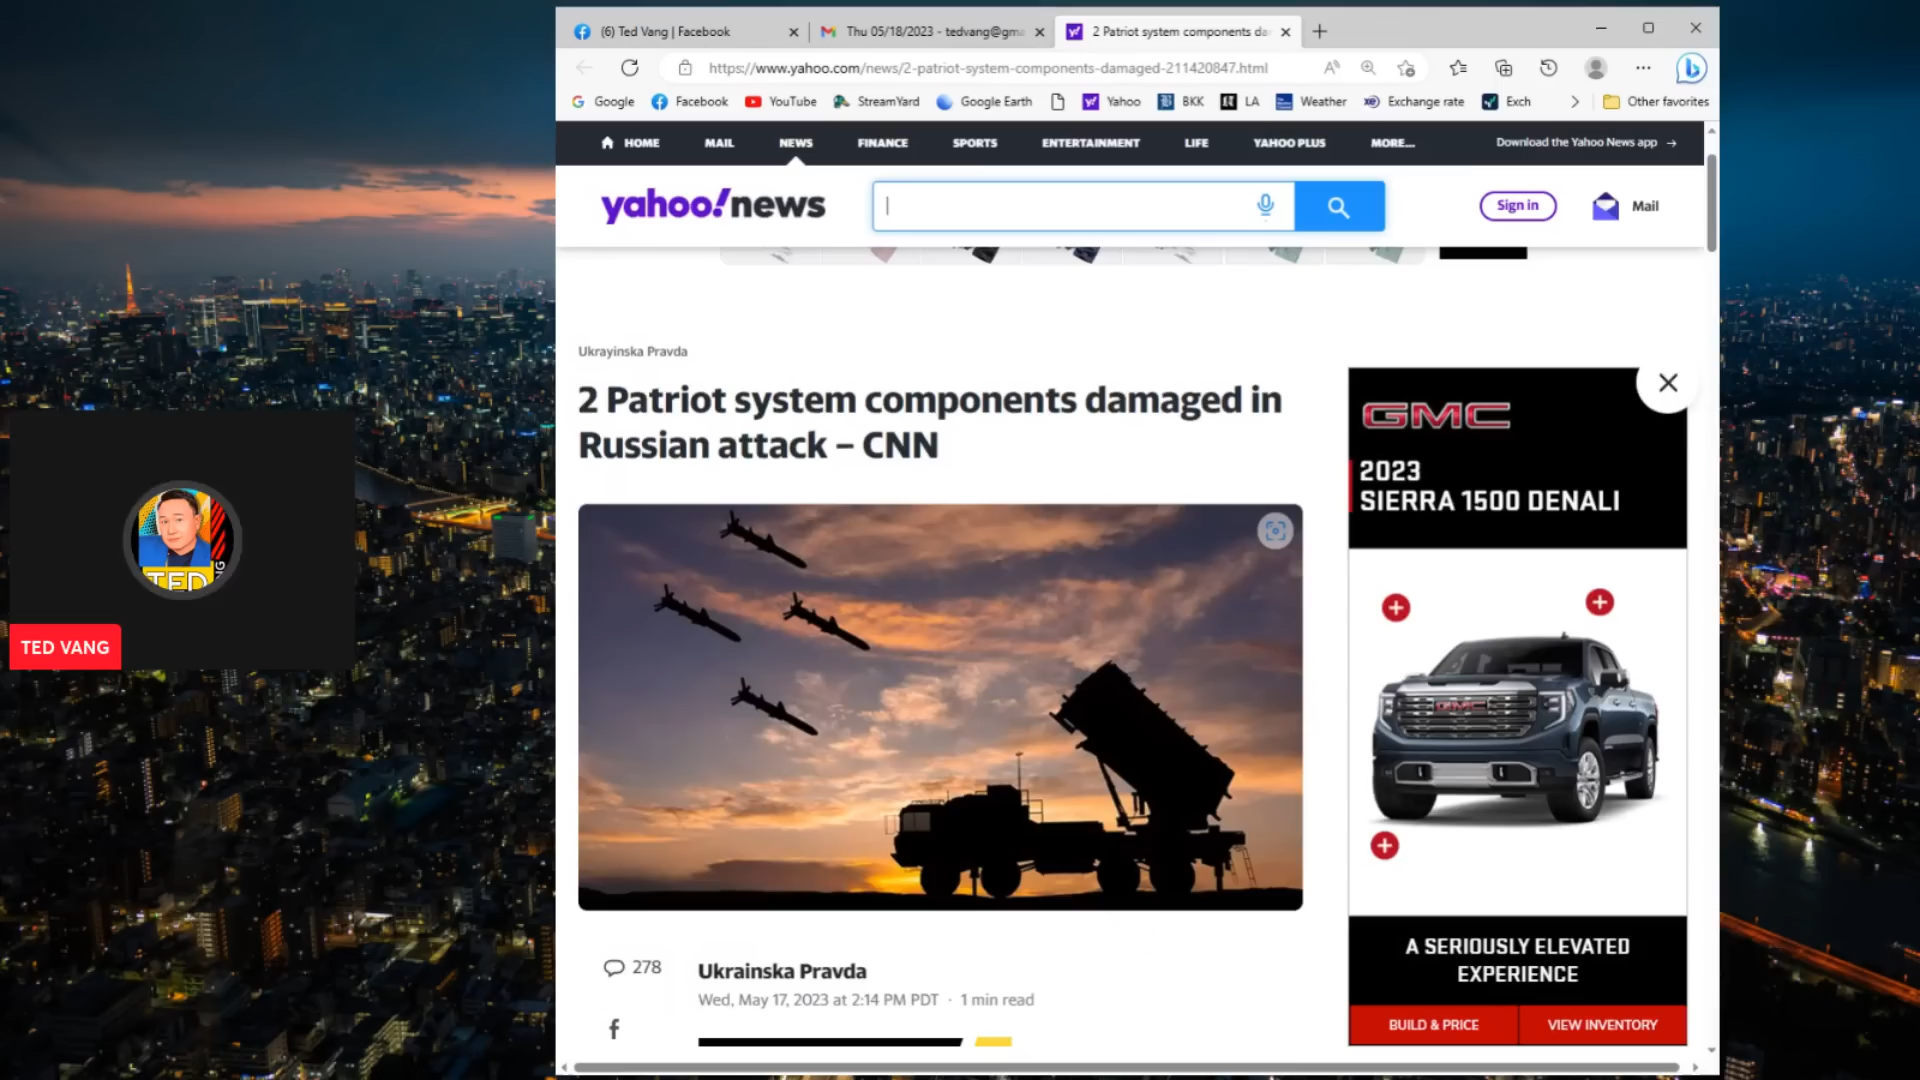 (6) Ted Vang | Facebook
Thu 05/18/2023 - tedvang@gma
2 Patriot system components da
https://www.yahoo.com/news/2-patriot-system-components-damaged-211420847.html
Google
Facebook
YouTube
StreamYard
Google Earth
Yahoo
BKK
LA
Weather
Exchange rate
Exch
Other favorites
HOME
MAIL
NEWS
FINANCE
SPORTS
ENTERTAINMENT
LIFE
YAHOO PLUS
MORE...
Download the Yahoo News app →
yahoo!news
Sign in
Mail
Ukrayinska Pravda
2 Patriot system components damaged in
Russian attack – CNN
278
Ukrainska Pravda
Wed, May 17, 2023 at 2:14 PM PDT · 1 min read
GMC
2023
SIERRA 1500 DENALI
GMC
A SERIOUSLY ELEVATED
EXPERIENCE
BUILD & PRICE
VIEW INVENTORY
TED
NG
TED VANG